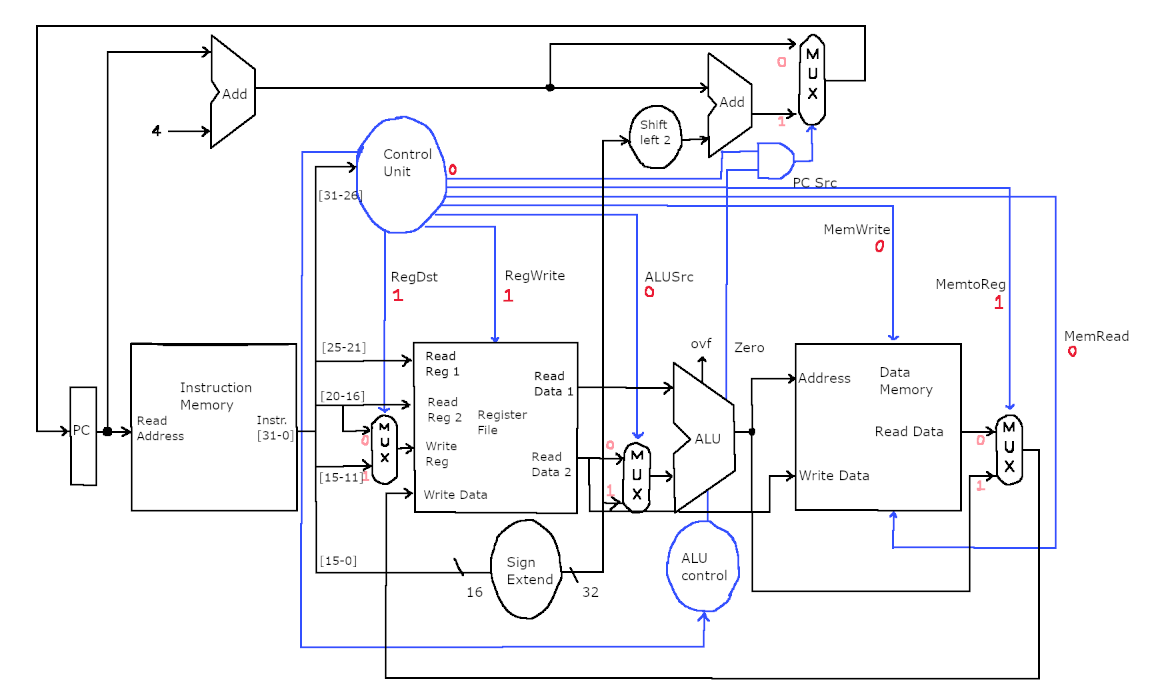 M
U
X
0
1
Add
4
Add
Shift
left 2
Control
Unit
0
[31-26]
PC Src
MemWrite
0
RegDst
1
RegWrite
1
ALUSrc
0
MemtoReg
1
MemRead
0
[25-21]
[20-16]
[15-11]
[15-0]
PC
Instruction
Memory
Read
Address
Instr.
[31-0]
0
M
U
X
1
Read
Reg 1
Read
Reg 2
Write
Reg
Write Data
Register
File
Read
Data 1
Read
Data 2
0
M
U
X
1
ovf
Zero
ALU
Address
Data
Memory
Read Data
Write Data
M
U
X
0
1
Sign
Extend
16
32
ALU
control